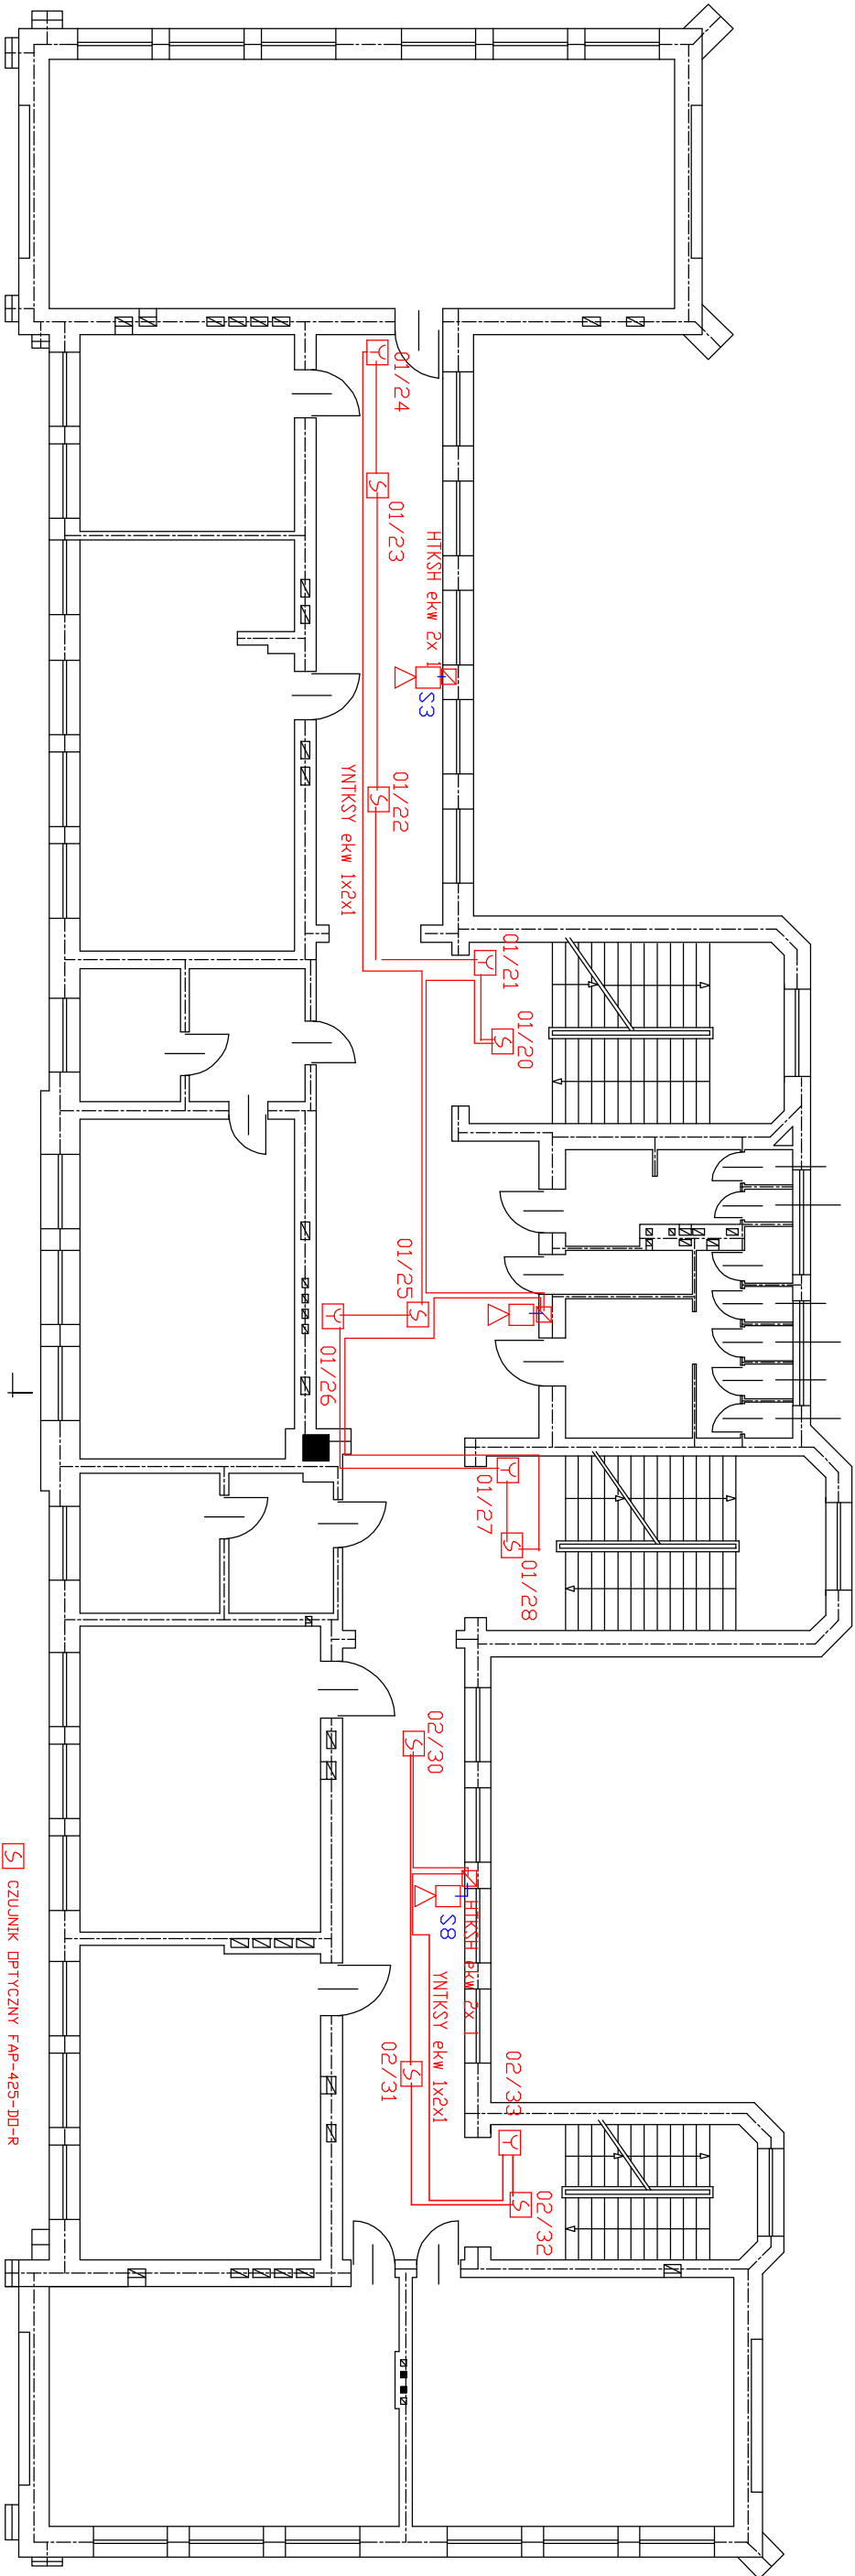 01/24
01/23
HTKSH ekw 2x 1
S3
01/22
YNTKSY ekw 1x2x1
01/21
01/20
01/25
01/26
01/27
01/28
02/30
S8
HTKSH ekw 2x 1
YNTKSY ekw 1x2x1
02/31
02/33
02/32
S CZUJNIK OPTYCZNY FAP-425-DO-R